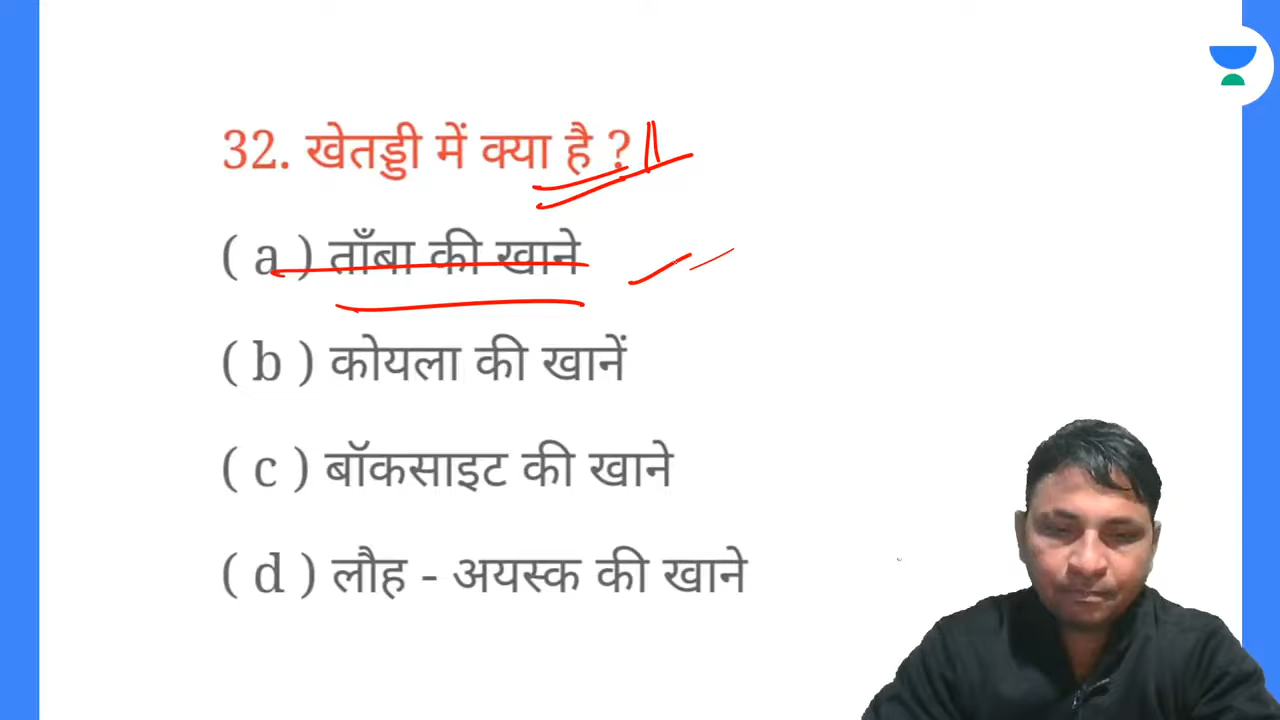 32. खेतड्डी में क्या है ?
( a ) ताँबा की खाने
( b ) कोयला की खानें
( c ) बॉकसाइट की खाने
( d ) लौह - अयस्क की खाने